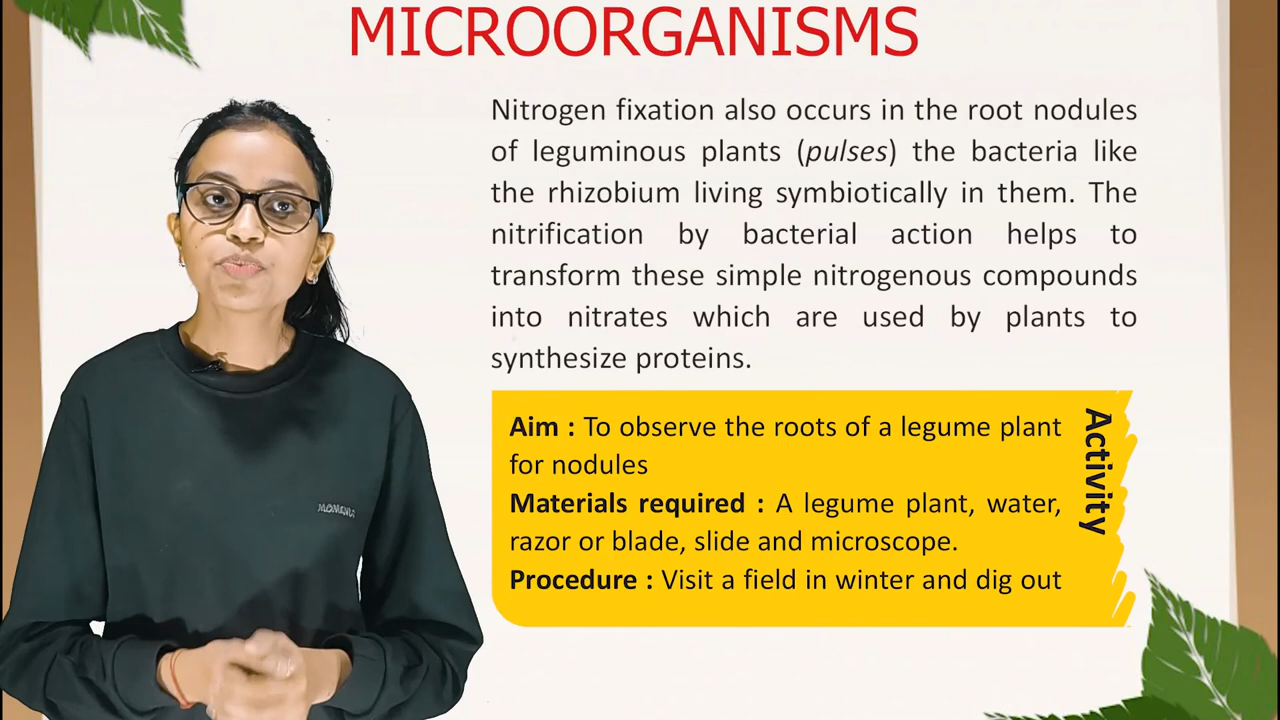 MICROORGANISMS
Nitrogen fixation also occurs in the root nodules
of leguminous plants (pulses) the bacteria like
the rhizobium living symbiotically in them. The
nitrification by bacterial action helps to
transform these simple nitrogenous compounds
into nitrates which are used by plants to
synthesize proteins.
Aim : To observe the roots of a legume plant
for nodules
Materials required : A legume plant, water,
razor or blade, slide and microscope.
Procedure : Visit a field in winter and dig out
Activity